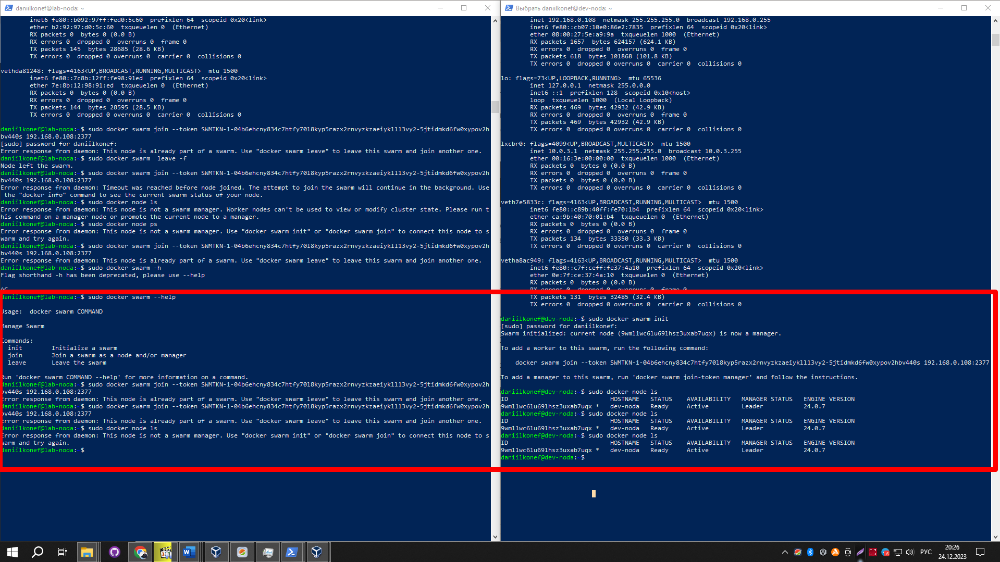 daniilkonef@lab-noda: ~
        inet6 fe80::b092:97ff:fed0:5c60  prefixlen 64  scopeid 0x20<link>
        ether b2:92:97:d0:5c:60  txqueuelen 0  (Ethernet)
        RX packets 0  bytes 0 (0.0 B)
        RX errors 0  dropped 0  overruns 0  frame 0
        TX packets 145  bytes 28685 (28.6 KB)
        TX errors 0  dropped 0 overruns 0  carrier 0  collisions 0
vethda81248: flags=4163<UP,BROADCAST,RUNNING,MULTICAST>  mtu 1500
        inet6 fe80::7c8b:12ff:fe98:91ed  prefixlen 64  scopeid 0x20<link>
        ether 7e:8b:12:98:91:ed  txqueuelen 0  (Ethernet)
        RX packets 0  bytes 0 (0.0 B)
        RX errors 0  dropped 0  overruns 0  frame 0
        TX packets 144  bytes 28595 (28.5 KB)
        TX errors 0  dropped 0 overruns 0  carrier 0  collisions 0
daniilkonef@lab-noda: $ sudo docker swarm join --token SWMTKN-1-04b6ehcny834c7htfy70l8kyp5razx2rnvyzkzaeiykll13vy2-5jtidmkd6fw0xypov2h
bv440s 192.168.0.108:2377
[sudo] password for daniilkonef:
Error response from daemon: This node is already part of a swarm. Use "docker swarm leave" to leave this swarm and join another one.
daniilkonef@lab-noda: $ sudo docker swarm  leave -f
Node left the swarm.
daniilkonef@lab-noda: $ sudo docker swarm join --token SWMTKN-1-04b6ehcny834c7htfy70l8kyp5razx2rnvyzkzaeiykll13vy2-5jtidmkd6fw0xypov2h
bv440s 192.168.0.108:2377
Error response from daemon: Timeout was reached before node joined. The attempt to join the swarm will continue in the background. Use
 the "docker info" command to see the current swarm status of your node.
daniilkonef@lab-noda: $ sudo docker node ls
Error response from daemon: This node is not a swarm manager. Worker nodes can't be used to view or modify cluster state. Please run t
his command on a manager node or promote the current node to a manager.
daniilkonef@lab-noda: $ sudo docker node ps
Error response from daemon: This node is not a swarm manager. Use "docker swarm init" or "docker swarm join" to connect this node to s
warm and try again.
daniilkonef@lab-noda: $ sudo docker swarm join --token SWMTKN-1-04b6ehcny834c7htfy70l8kyp5razx2rnvyzkzaeiykll13vy2-5jtidmkd6fw0xypov2h
bv440s 192.168.0.108:2377
Error response from daemon: This node is already part of a swarm. Use "docker swarm leave" to leave this swarm and join another one.
daniilkonef@lab-noda: $ sudo docker swarm -h
Flag shorthand -h has been deprecated, please use --help
^C
daniilkonef@lab-noda: $ sudo docker swarm --help
Usage:  docker swarm COMMAND
Manage Swarm
Commands:
  init        Initialize a swarm
  join        Join a swarm as a node and/or manager
  leave       Leave the swarm
Run 'docker swarm COMMAND --help' for more information on a command.
daniilkonef@lab-noda: $ sudo docker swarm join --token SWMTKN-1-04b6ehcny834c7htfy70l8kyp5razx2rnvyzkzaeiykll13vy2-5jtidmkd6fw0xypov2h
bv440s 192.168.0.108:2377
Error response from daemon: This node is already part of a swarm. Use "docker swarm leave" to leave this swarm and join another one.
daniilkonef@lab-noda: $ sudo docker swarm join --token SWMTKN-1-04b6ehcny834c7htfy70l8kyp5razx2rnvyzkzaeiykll13vy2-5jtidmkd6fw0xypov2h
bv440s 192.168.0.108:2377
Error response from daemon: This node is already part of a swarm. Use "docker swarm leave" to leave this swarm and join another one.
daniilkonef@lab-noda: $ sudo docker node ls
Error response from daemon: This node is not a swarm manager. Use "docker swarm init" or "docker swarm join" to connect this node to s
warm and try again.
daniilkonef@lab-noda: $
Выбрать daniilkonef@dev-noda: ~
        inet 192.168.0.108  netmask 255.255.255.0  broadcast 192.168.0.255
        inet6 fe80::cb07:10e0:86e2:7835  prefixlen 64  scopeid 0x20<link>
        ether 08:00:27:5e:a9:9a  txqueuelen 1000  (Ethernet)
        RX packets 1657  bytes 624157 (624.1 KB)
        RX errors 0  dropped 0  overruns 0  frame 0
        TX packets 618  bytes 101868 (101.8 KB)
        TX errors 0  dropped 0 overruns 0  carrier 0  collisions 0
lo: flags=73<UP,LOOPBACK,RUNNING>  mtu 65536
        inet 127.0.0.1  netmask 255.0.0.0
        inet6 ::1  prefixlen 128  scopeid 0x10<host>
        loop  txqueuelen 1000  (Local Loopback)
        RX packets 469  bytes 42932 (42.9 KB)
        RX errors 0  dropped 0  overruns 0  frame 0
        TX packets 469  bytes 42932 (42.9 KB)
        TX errors 0  dropped 0 overruns 0  carrier 0  collisions 0
lxcbr0: flags=4099<UP,BROADCAST,MULTICAST>  mtu 1500
        inet 10.0.3.1  netmask 255.255.255.0  broadcast 10.0.3.255
        ether 00:16:3e:00:00:00  txqueuelen 1000  (Ethernet)
        RX packets 0  bytes 0 (0.0 B)
        RX errors 0  dropped 0  overruns 0  frame 0
        TX packets 0  bytes 0 (0.0 B)
        TX errors 0  dropped 0 overruns 0  carrier 0  collisions 0
veth7e5833c: flags=4163<UP,BROADCAST,RUNNING,MULTICAST>  mtu 1500
        inet6 fe80::c89b:40ff:fe70:1b4  prefixlen 64  scopeid 0x20<link>
        ether ca:9b:40:70:01:b4  txqueuelen 0  (Ethernet)
        RX packets 0  bytes 0 (0.0 B)
        RX errors 0  dropped 0  overruns 0  frame 0
        TX packets 134  bytes 33350 (33.3 KB)
        TX errors 0  dropped 0 overruns 0  carrier 0  collisions 0
vetha8ac949: flags=4163<UP,BROADCAST,RUNNING,MULTICAST>  mtu 1500
        inet6 fe80::c7f:ceff:fe37:4a10  prefixlen 64  scopeid 0x20<link>
        ether 0e:7f:ce:37:4a:10  txqueuelen 0  (Ethernet)
        RX packets 0  bytes 0 (0.0 B)
        RX errors 0  dropped 0  overruns 0  frame 0
        TX packets 131  bytes 32485 (32.4 KB)
        TX errors 0  dropped 0 overruns 0  carrier 0  collisions 0
daniilkonef@dev-noda: $ sudo docker swarm init
[sudo] password for daniilkonef:
Swarm initialized: current node (9wml1wc6lu69lhsz3uxab7uqx) is now a manager.
To add a worker to this swarm, run the following command:
    docker swarm join --token SWMTKN-1-04b6ehcny834c7htfy70l8kyp5razx2rnvyzkzaeiykll13vy2-5jtidmkd6fw0xypov2hbv440s 192.168.0.108:2377
To add a manager to this swarm, run 'docker swarm join-token manager' and follow the instructions.
daniilkonef@dev-noda: $ sudo docker node ls
ID                            HOSTNAME   STATUS    AVAILABILITY   MANAGER STATUS   ENGINE VERSION
9wml1wc6lu69lhsz3uxab7uqx *   dev-noda   Ready     Active         Leader           24.0.7
daniilkonef@dev-noda: $ sudo docker node ls
ID                            HOSTNAME   STATUS    AVAILABILITY   MANAGER STATUS   ENGINE VERSION
9wml1wc6lu69lhsz3uxab7uqx *   dev-noda   Ready     Active         Leader           24.0.7
daniilkonef@dev-noda: $ sudo docker node ls
ID                            HOSTNAME   STATUS    AVAILABILITY   MANAGER STATUS   ENGINE VERSION
9wml1wc6lu69lhsz3uxab7uqx *   dev-noda   Ready     Active         Leader           24.0.7
daniilkonef@dev-noda: $
РУС
20:26
24.12.2023